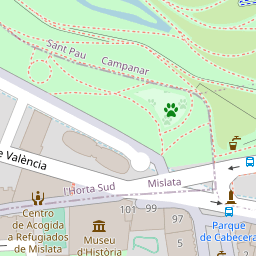 Sant Pau
Campanar
e València
l'Horta Sud
Mislata
Centro
de Acogida
a Refugiados
de Mislata
101
99
97
Museu
d'Història
Parque
de Cabecera